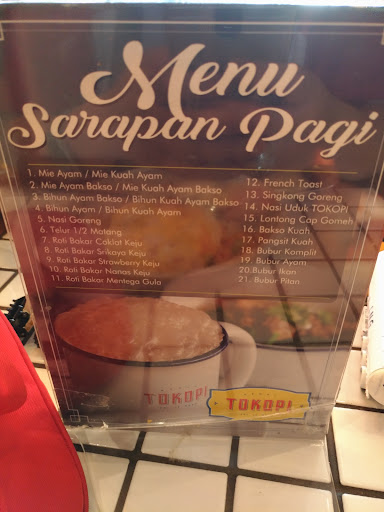 Menu
Sarapan Pagi
1. Mie Ayam / Mie Kuah Ayam
2. Mie Ayam Bakso / Mie Kuah Ayam Bakso
3. Bihun Ayam Bakso / Bihun Kuah Ayam Bakso
4. Bihun Ayam / Bihun Kuah Ayam
5. Nasi Goreng
6. Telur 1/2 Matang
7. Roti Bakar Coklat Keju
8. Roti Bakar Srikaya Keju
9. Roti Bakar Strawberry Keju
10. Roti Bakar Nanas Keju
11. Roti Bakar Mentega Gula
12. French Toast
13. Singkong Goreng
14. Nasi Uduk TOKOPI
15. Lontong Cap Gomeh
16. Bakso Kuah
17. Pangsit Kuah
18. Bubur Komplit
19. Bubur Ayam
20.Bubur Ikan
21. Bubur Pitan
TOKOPI
TOKOPI